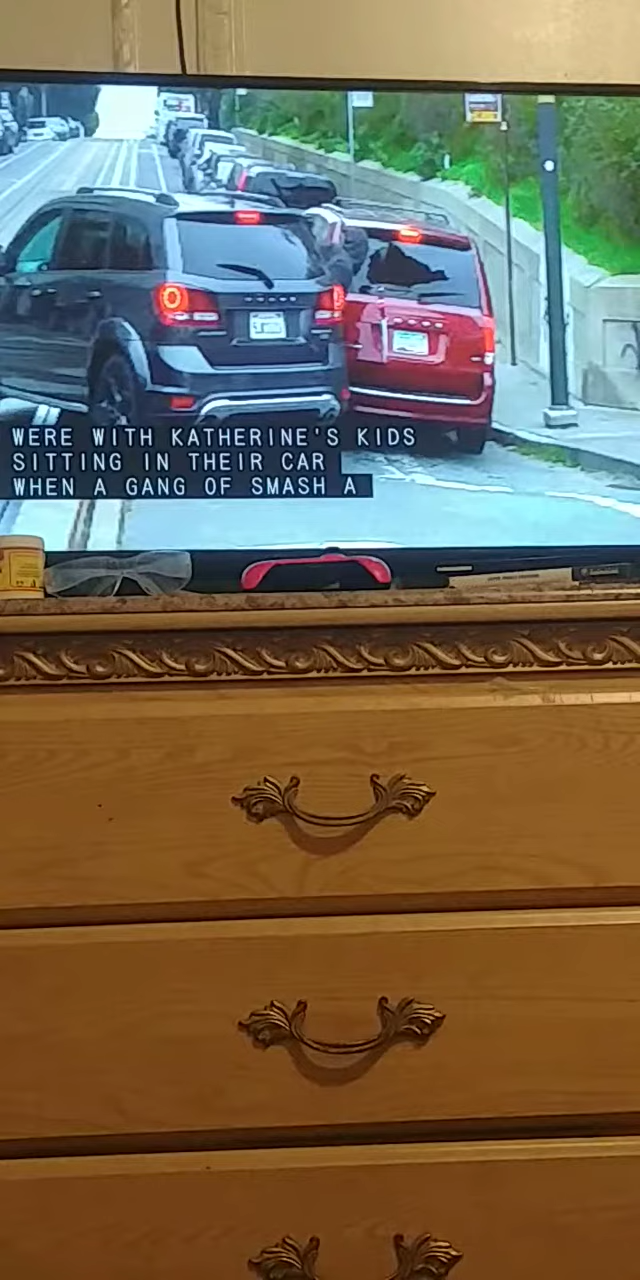 WERE WITH KATHERINE'S KIDS
SITTING IN THEIR CAR
WHEN A GANG OF SMASH A